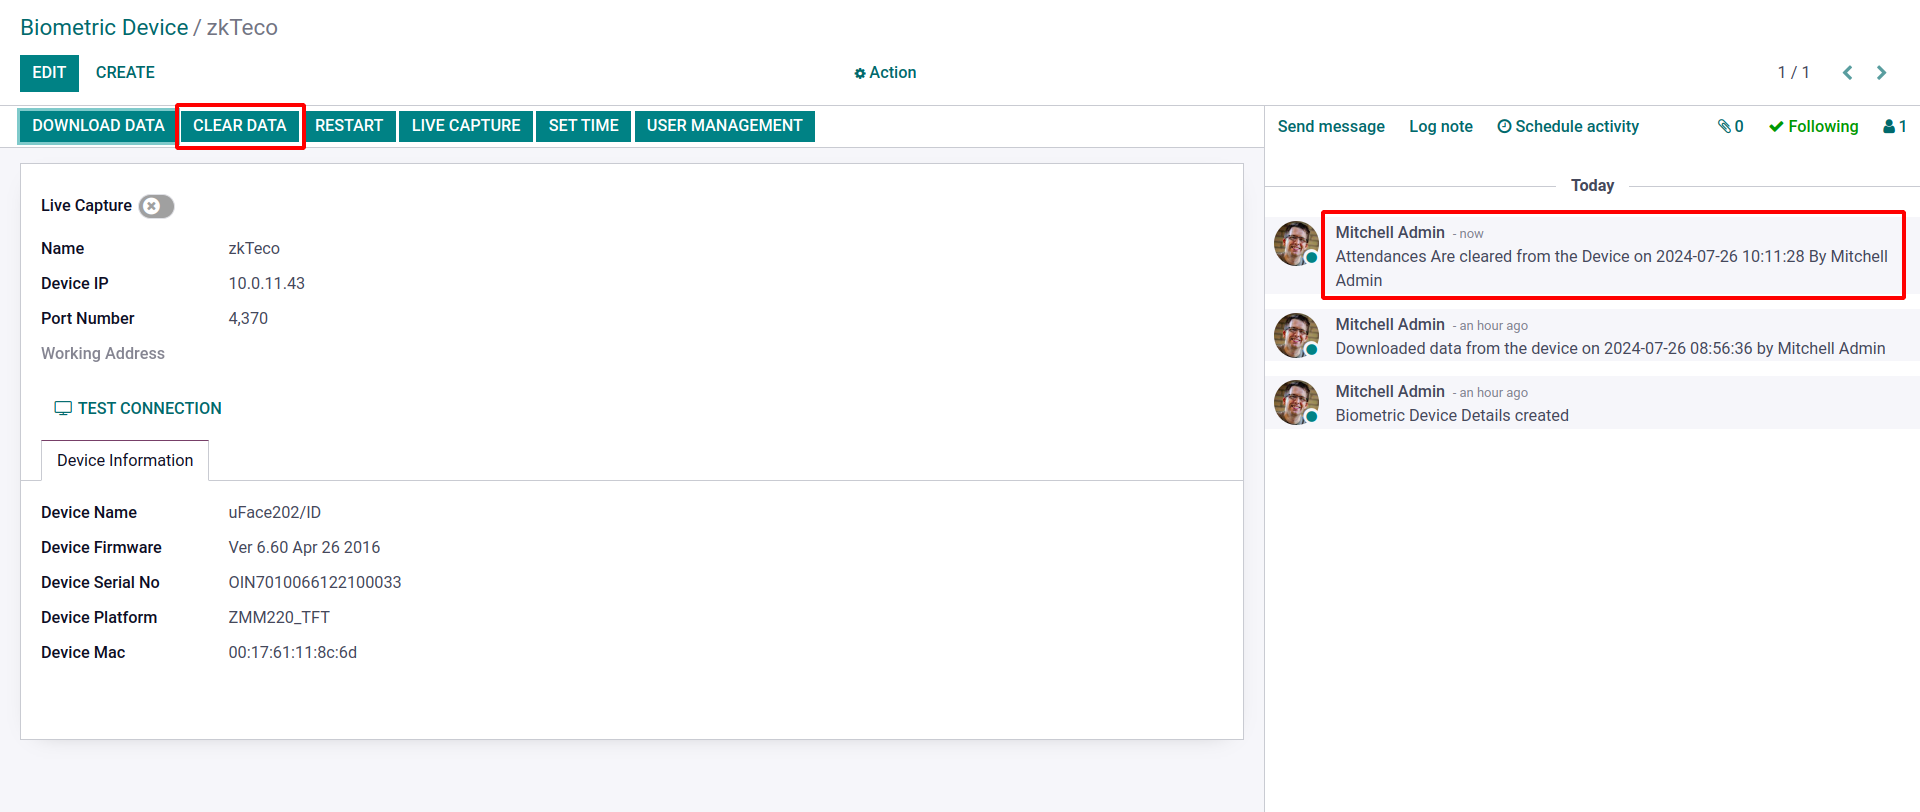 Biometric Device / zkTeco
EDIT CREATE Action 1 / 1
DOWNLOAD DATA CLEAR DATA RESTART LIVE CAPTURE SET TIME USER MANAGEMENT
Live Capture
Name zkTeco
Device IP 10.0.11.43
Port Number 4,370
Working Address
TEST CONNECTION
Device Information
Device Name uFace202/ID
Device Firmware Ver 6.60 Apr 26 2016
Device Serial No OIN7010066122100033
Device Platform ZMM220_TFT
Device Mac 00:17:61:11:8c:6d
Send message Log note Schedule activity 0 Following 1
Today
Mitchell Admin - now
Attendances Are cleared from the Device on 2024-07-26 10:11:28 By Mitchell
Admin
Mitchell Admin - an hour ago
Downloaded data from the device on 2024-07-26 08:56:36 by Mitchell Admin
Mitchell Admin - an hour ago
Biometric Device Details created